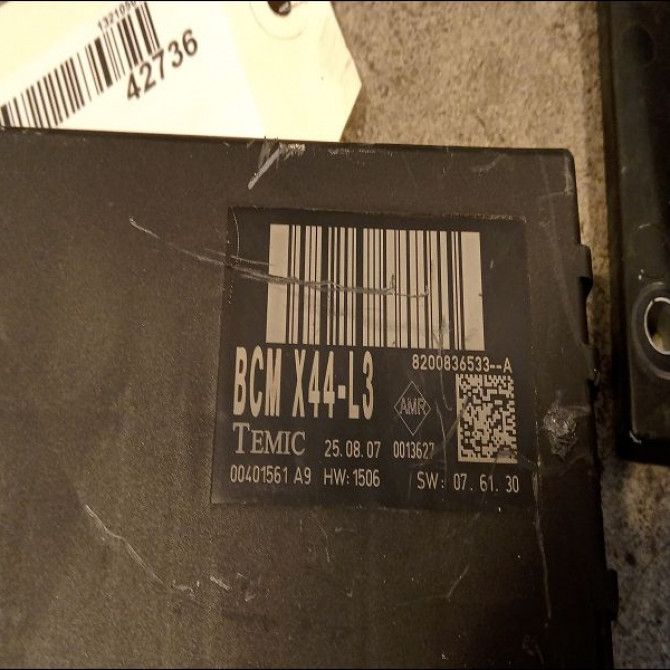 42736
BCM X44-L3
8200836533--A
AMR
TEMIC 25.08.07 0013627
00401561 A9 HW:1506 SW: 07. 61. 30